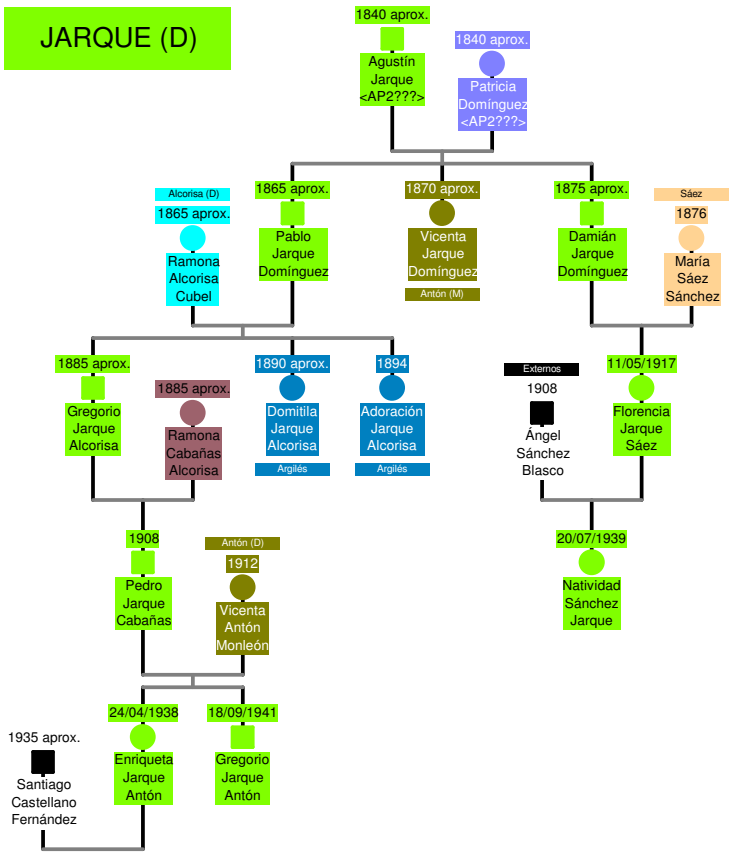 JARQUE (D)
1840 aprox.
Agustín
Jarque
<AP2???>
1840 aprox.
Patricia
Domínguez
<AP2???>
Alcorisa (D)
1865 aprox.
Ramona
Alcorisa
Cubel
1865 aprox.
Pablo
Jarque
Domínguez
1870 aprox.
Vicenta
Jarque
Domínguez
Antón (M)
1875 aprox.
Damián
Jarque
Domínguez
Sáez
1876
María
Sáez
Sánchez
1885 aprox.
Gregorio
Jarque
Alcorisa
1885 aprox.
Ramona
Cabañas
Alcorisa
1890 aprox.
Domitila
Jarque
Alcorisa
Argilés
1894
Adoración
Jarque
Alcorisa
Argilés
Externos
1908
Ángel
Sánchez
Blasco
11/05/1917
Florencia
Jarque
Sáez
1908
Pedro
Jarque
Cabañas
Antón (D)
1912
Vicenta
Antón
Monleón
20/07/1939
Natividad
Sánchez
Jarque
1935 aprox.
Santiago
Castellano
Fernández
24/04/1938
Enriqueta
Jarque
Antón
18/09/1941
Gregorio
Jarque
Antón